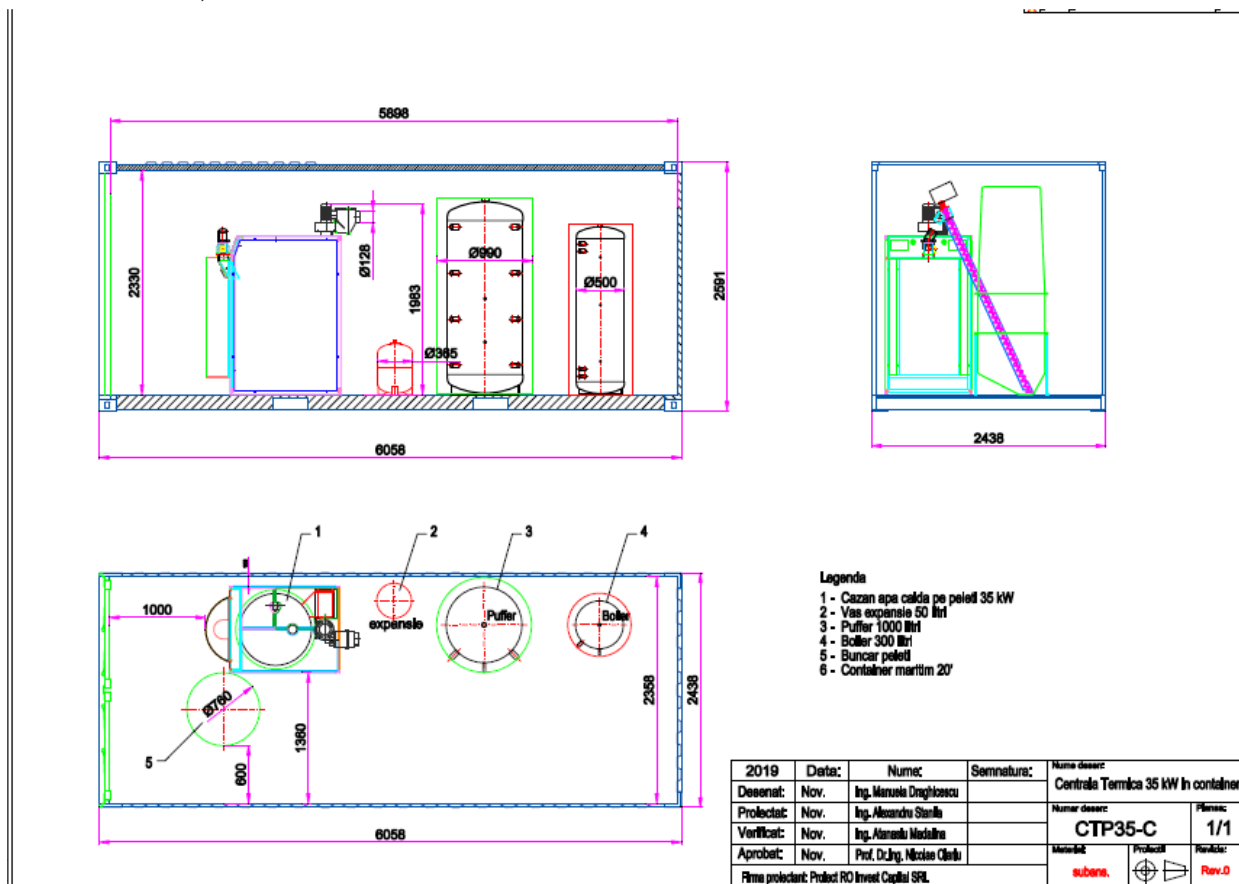 5898
2330
Ø128
1983
Ø990
Ø500
Ø365
2591
6058
2438
1
2
3
4
1000
expansie
Puffer
Boiler
Ø760
5
600
1360
2358
2438
6058
Legenda
1 - Cazan apa calda pe peleti 35 kW
2 - Vas expansie 50 litri
3 - Puffer 1000 litri
4 - Boiler 300 litri
5 - Buncar peleti
6 - Container maritim 20'
2019 Data: Nume: Semnatura:
Desenat: Nov. Ing. Manuela Draghicescu
Proiectat: Nov. Ing. Alexandru Stanila
Verificat: Nov. Ing. Atanasiu Madalina
Aprobat: Nov. Prof. Dr.Ing. Nicolae
Firma proiectant: Proiect RO Invest Capital SRL
Nume desen:
Centrala Termica 35 kW in container
Numar desen: Plansa:
CTP35-C 1/1
Material: Proiectii Revizie:
subans. Rev.0